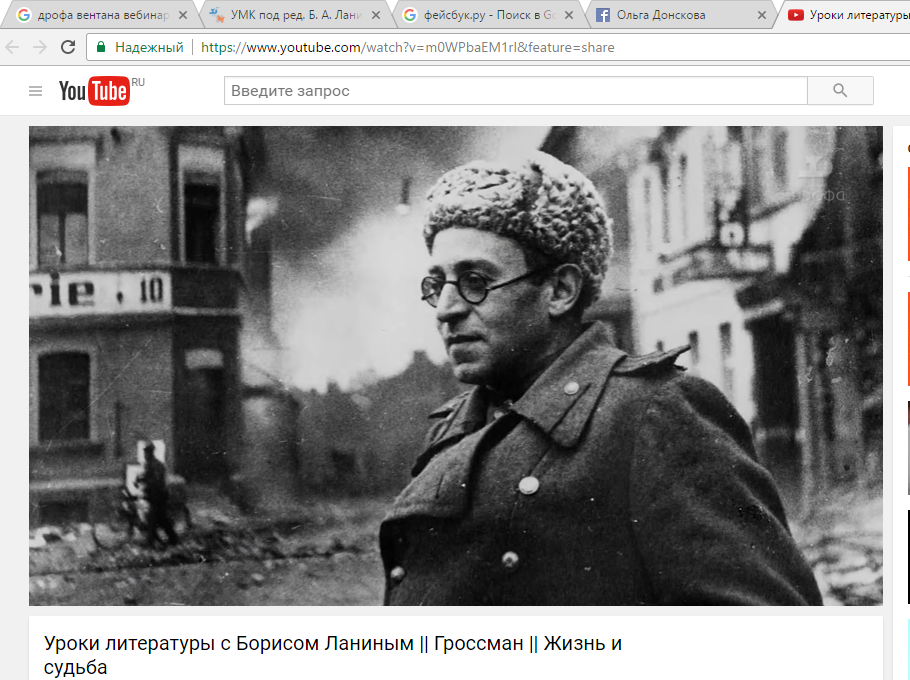 дрофа вентана вебинар
УМК под ред. Б. А. Лани
фейсбук.ру - Поиск в Go
Ольга Донскова
Уроки литературы
Надежный
https://www.youtube.com/watch?v=m0WPbaEM1rI&feature=share
YouTube RU
Введите запрос
rie . 10
Уроки литературы с Борисом Ланиным || Гроссман || Жизнь и
судьба